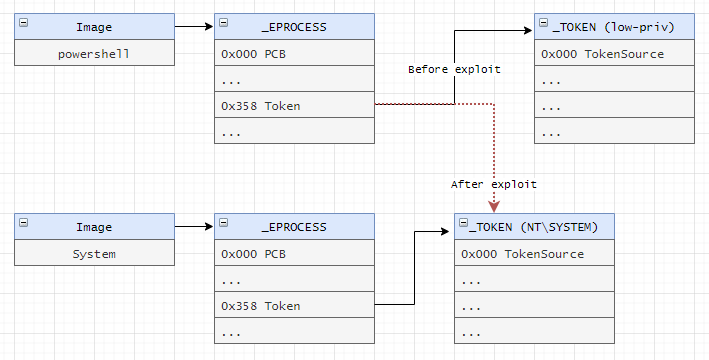 Image
powershell
_EPROCESS
0x000 PCB
...
0x358 Token
...
Before exploit
_TOKEN (low-priv)
0x000 TokenSource
...
...
...
After exploit
Image
System
_EPROCESS
0x000 PCB
...
0x358 Token
...
_TOKEN (NT\SYSTEM)
0x000 TokenSource
...
...
...